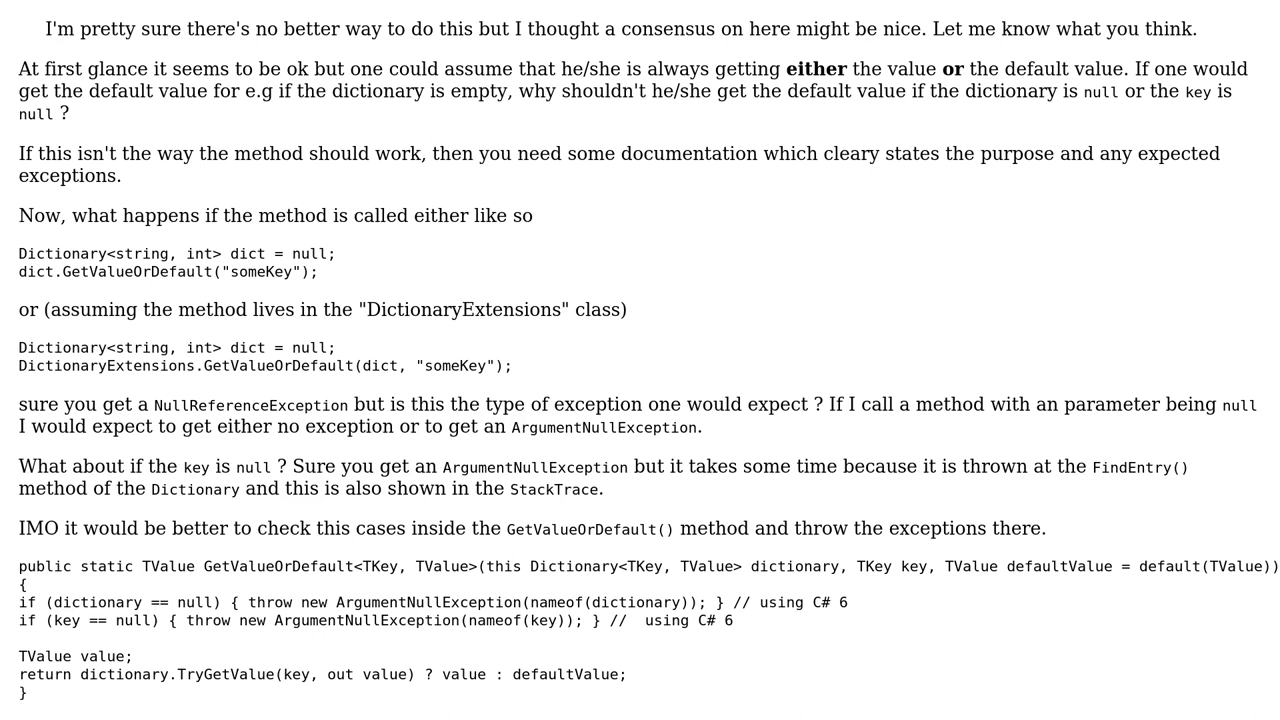 I'm pretty sure there's no better way to do this but I thought a consensus on here might be nice. Let me know what you think.
At first glance it seems to be ok but one could assume that he/she is always getting either the value or the default value. If one would
get the default value for e.g if the dictionary is empty, why shouldn't he/she get the default value if the dictionary is null or the key is
null ?
If this isn't the way the method should work, then you need some documentation which cleary states the purpose and any expected
exceptions.
Now, what happens if the method is called either like so
Dictionary<string, int> dict = null;
dict.GetValueOrDefault("someKey");
or (assuming the method lives in the "DictionaryExtensions" class)
Dictionary<string, int> dict = null;
DictionaryExtensions.GetValueOrDefault(dict, "someKey");
sure you get a NullReferenceException but is this the type of exception one would expect ? If I call a method with an parameter being null
I would expect to get either no exception or to get an ArgumentNullException.
What about if the key is null ? Sure you get an ArgumentNullException but it takes some time because it is thrown at the FindEntry()
method of the Dictionary and this is also shown in the StackTrace.
IMO it would be better to check this cases inside the GetValueOrDefault() method and throw the exceptions there.
public static TValue GetValueOrDefault<TKey, TValue>(this Dictionary<TKey, TValue> dictionary, TKey key, TValue defaultValue = default(TValue))
{
if (dictionary == null) { throw new ArgumentNullException(nameof(dictionary)); } // using C# 6
if (key == null) { throw new ArgumentNullException(nameof(key)); } //  using C# 6
TValue value;
return dictionary.TryGetValue(key, out value) ? value : defaultValue;
}